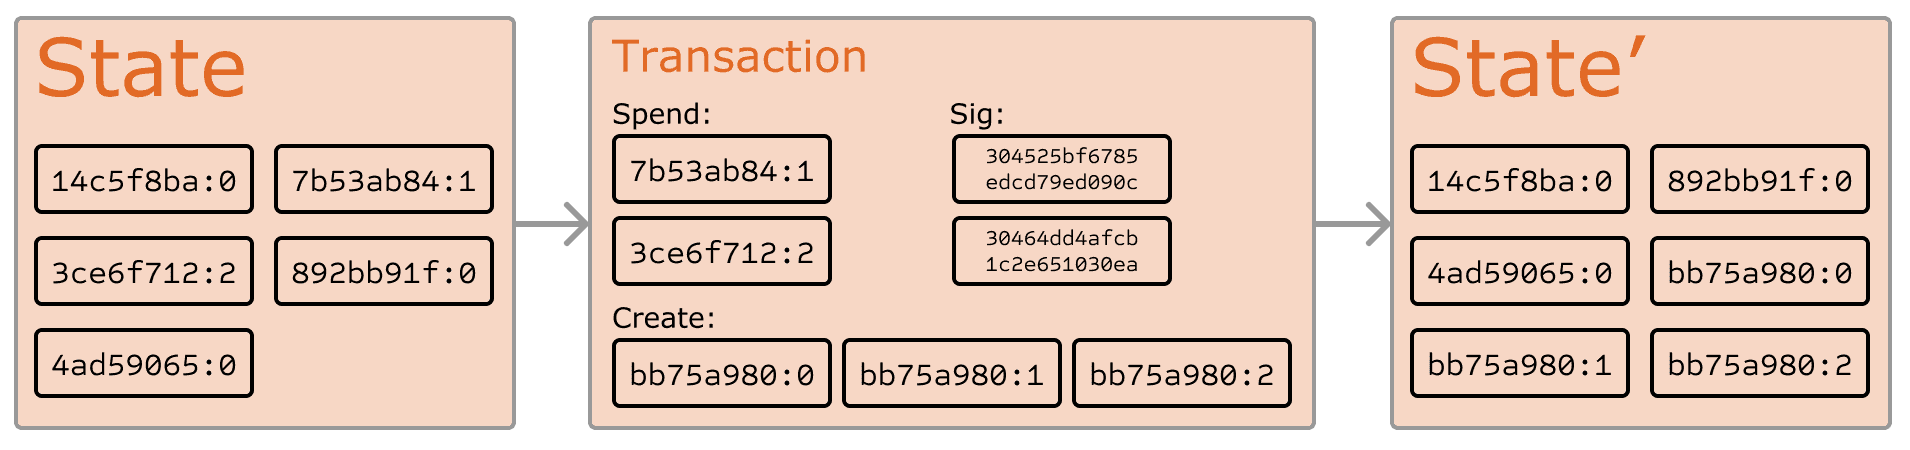 State
14c5f8ba:0 7b53ab84:1
3ce6f712:2 892bb91f:0
4ad59065:0
Transaction
Spend: Sig:
7b53ab84:1
304525bf6785
edcd79ed090c
3ce6f712:2
30464dd4afcb
1c2e651030ea
Create:
bb75a980:0 bb75a980:1 bb75a980:2
State’
14c5f8ba:0 892bb91f:0
4ad59065:0 bb75a980:0
bb75a980:1 bb75a980:2